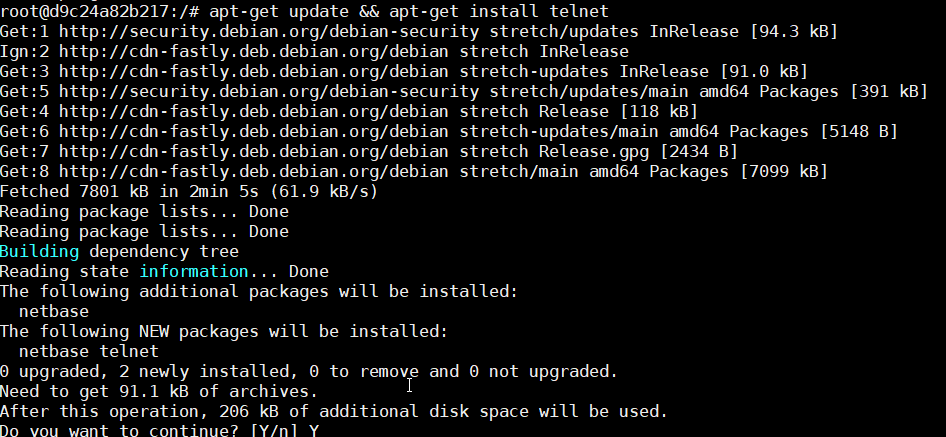 root@d9c24a82b217:/# apt-get update && apt-get install telnet
Get:1 http://security.debian.org/debian-security stretch/updates InRelease [94.3 kB]
Ign:2 http://cdn-fastly.deb.debian.org/debian stretch InRelease
Get:3 http://cdn-fastly.deb.debian.org/debian stretch-updates InRelease [91.0 kB]
Get:5 http://security.debian.org/debian-security stretch/updates/main amd64 Packages [391 kB]
Get:4 http://cdn-fastly.deb.debian.org/debian stretch Release [118 kB]
Get:6 http://cdn-fastly.deb.debian.org/debian stretch-updates/main amd64 Packages [5148 B]
Get:7 http://cdn-fastly.deb.debian.org/debian stretch Release.gpg [2434 B]
Get:8 http://cdn-fastly.deb.debian.org/debian stretch/main amd64 Packages [7099 kB]
Fetched 7801 kB in 2min 5s (61.9 kB/s)
Reading package lists... Done
Reading package lists... Done
Building dependency tree
Reading state information... Done
The following additional packages will be installed:
  netbase
The following NEW packages will be installed:
  netbase telnet
0 upgraded, 2 newly installed, 0 to remove and 0 not upgraded.
Need to get 91.1 kB of archives.
After this operation, 206 kB of additional disk space will be used.
Do you want to continue? [Y/n] Y